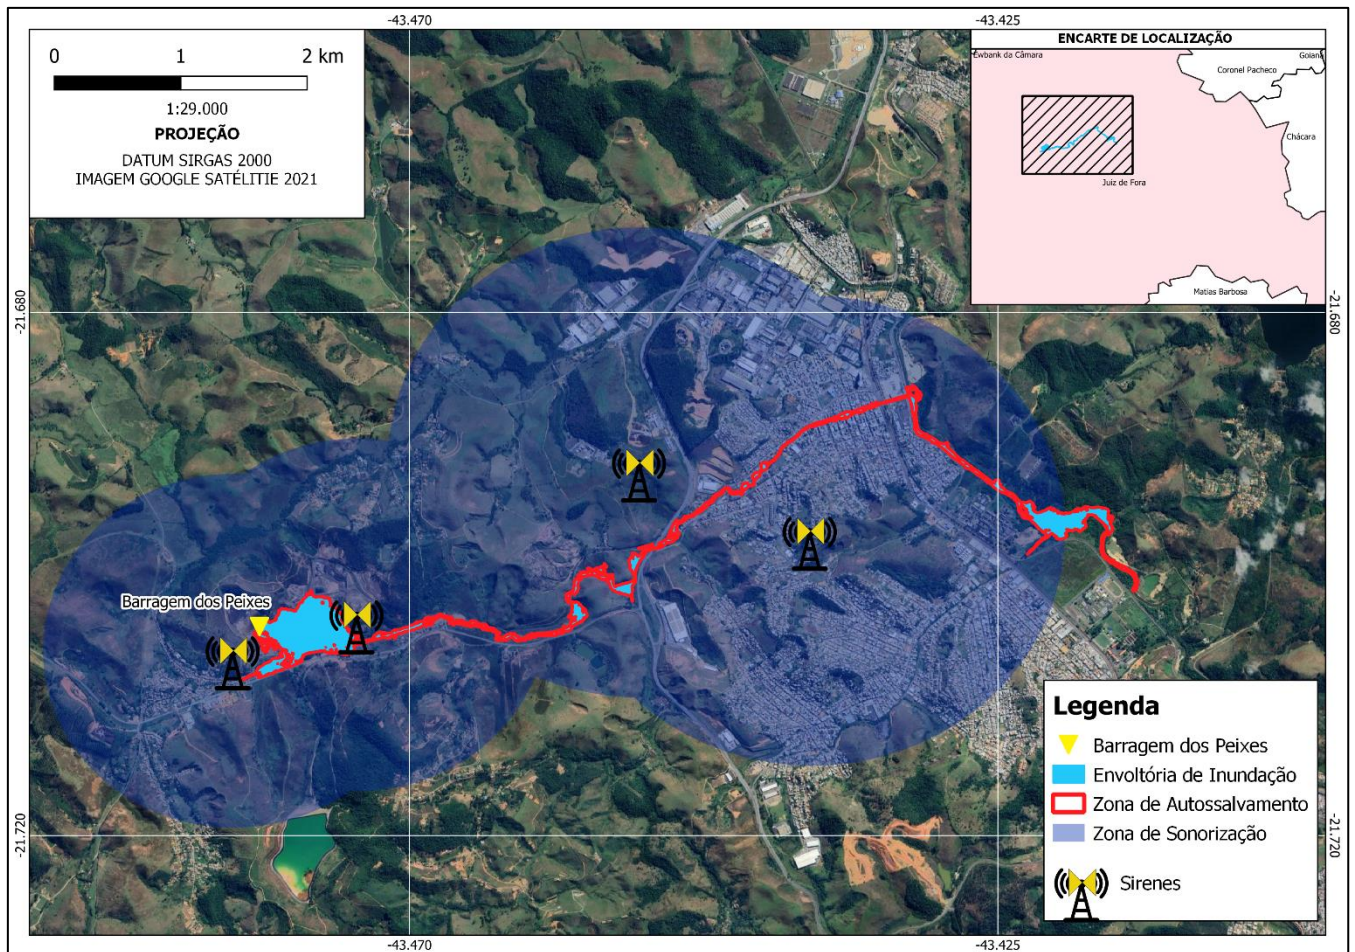 -43.470
-43.425
0 1 2 km
1:29.000
PROJEÇÃO
DATUM SIRGAS 2000
IMAGEM GOOGLE SATÉLITIE 2021
ENCARTE DE LOCALIZAÇÃO
Ewbank da Câmara
Goianá
Coronel Pacheco
Chácara
Juiz de Fora
Matias Barbosa
-21.680
-21.680
Barragem dos Peixes
Legenda
Barragem dos Peixes
Envoltória de Inundação
Zona de Autossalvamento
Zona de Sonorização
Sirenes
-21.720
-21.720
-43.470
-43.425